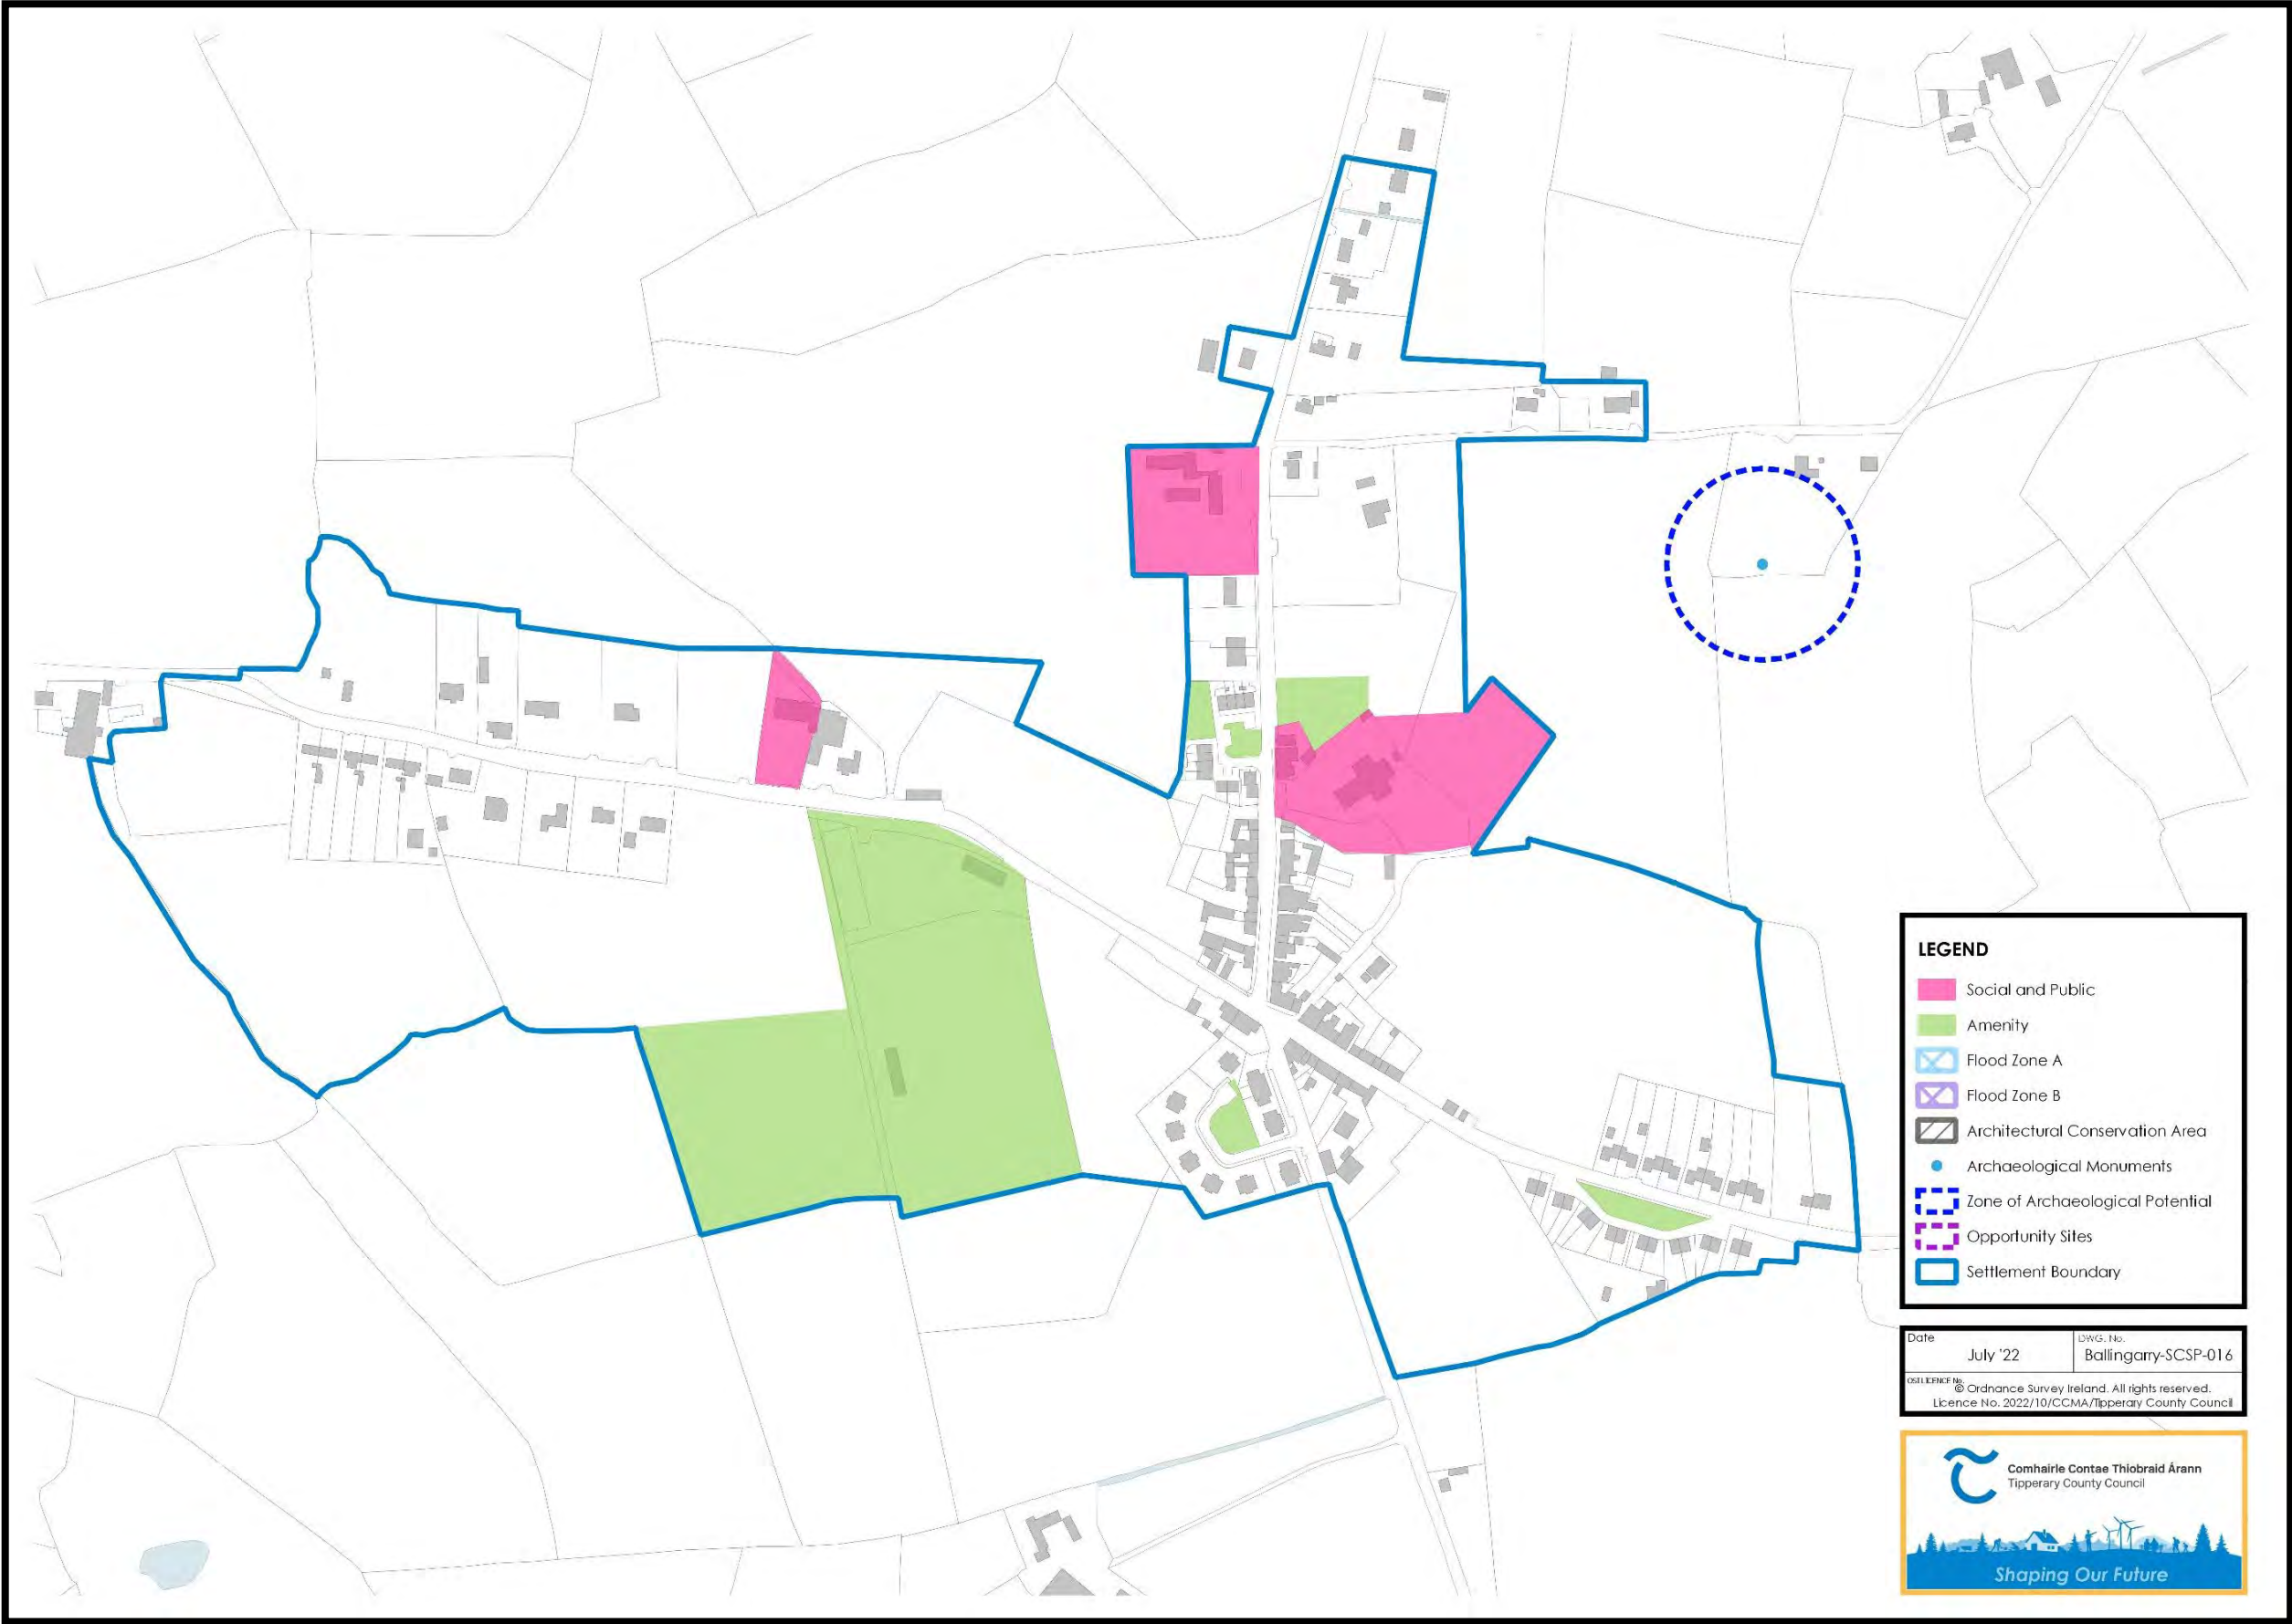 LEGEND
Social and Public
Amenity
Flood Zone A
Flood Zone B
Architectural Conservation Area
Archaeological Monuments
Zone of Archaeological Potential
Opportunity Sites
Settlement Boundary
Date
July '22
DWG. No.
Ballingarry-SCSP-016
OSI LICENCE No.
© Ordnance Survey Ireland. All rights reserved.
Licence No. 2022/10/CCMA/Tipperary County Council
Comhairle Contae Thiobraid Árann
Tipperary County Council
Shaping Our Future